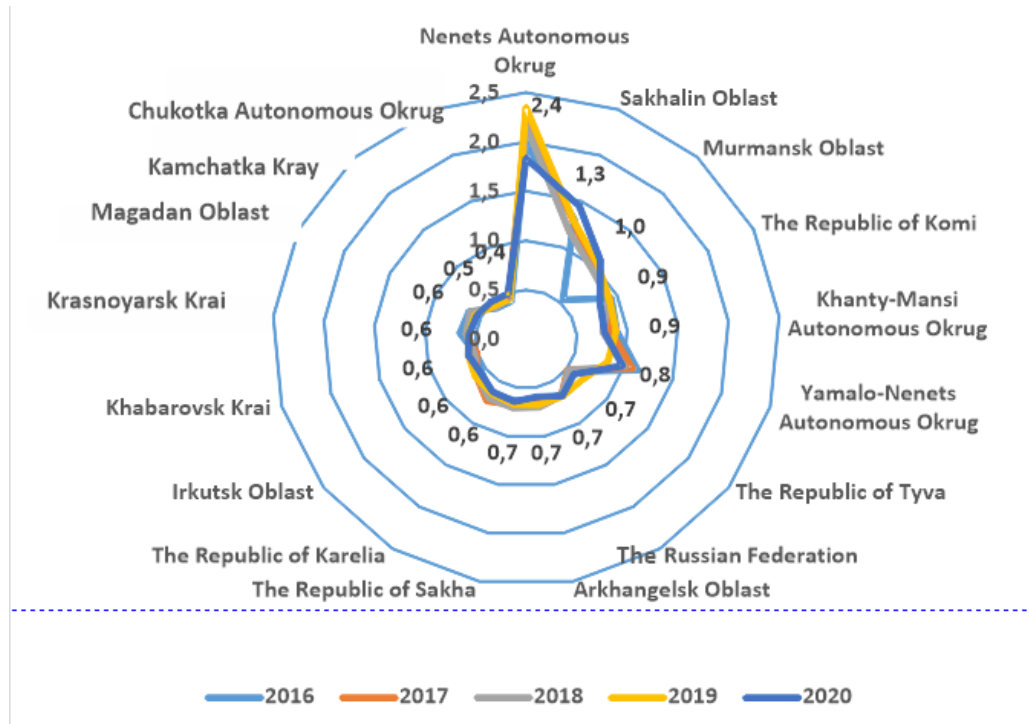 Nenets Autonomous
Okrug
Sakhalin Oblast
Murmansk Oblast
The Republic of Komi
Khanty-Mansi
Autonomous Okrug
Yamalo-Nenets
Autonomous Okrug
The Republic of Tyva
The Russian Federation
Arkhangelsk Oblast
The Republic of Sakha
The Republic of Karelia
Irkutsk Oblast
Khabarovsk Krai
Krasnoyarsk Krai
Magadan Oblast
Kamchatka Kray
Chukotka Autonomous Okrug
2,5
2,0
1,5
1,0
0,5
0,0
2,4
1,3
1,0
0,9
0,9
0,8
0,7
0,7
0,7
0,7
0,6
0,6
0,6
0,6
0,6
0,5
0,4
2016
2017
2018
2019
2020